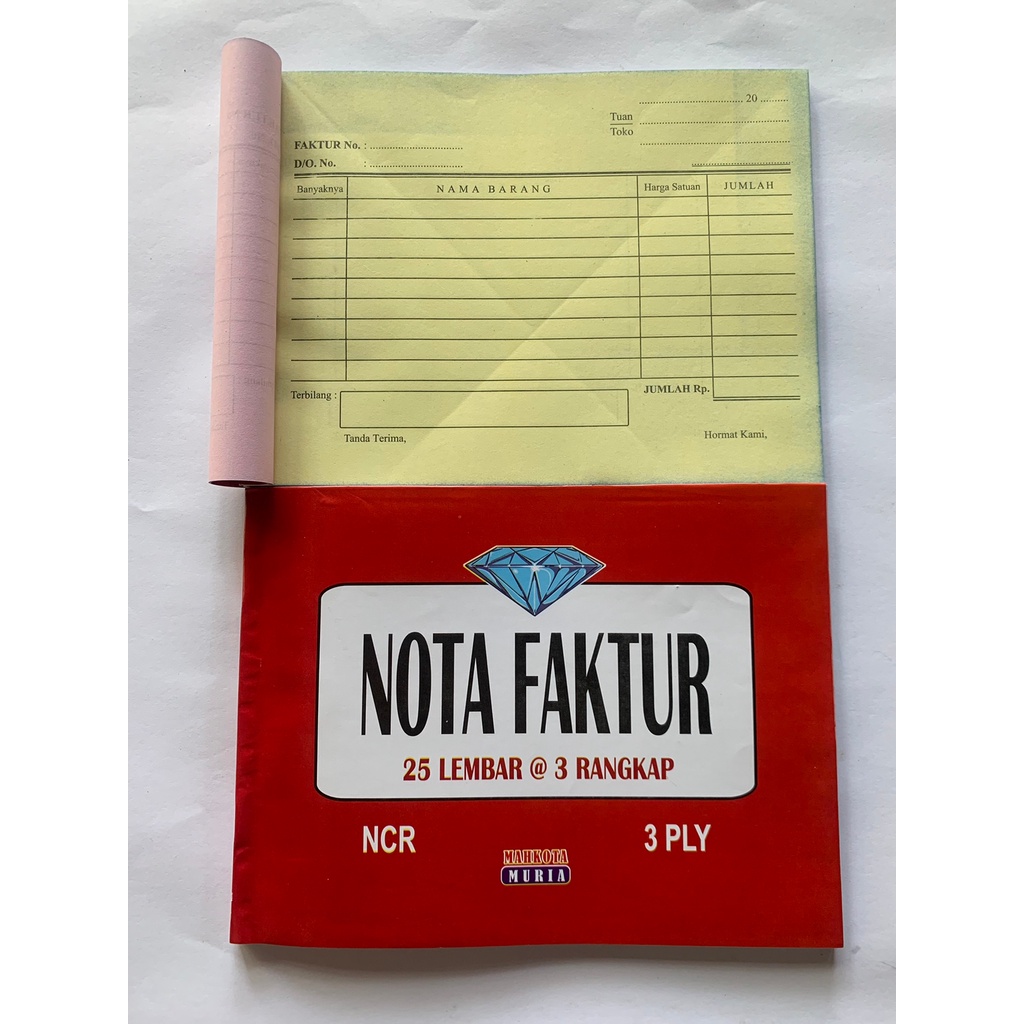 .................................. 20 .........
Tuan ..................................................
Toko ..................................................
FAKTUR No. : ..............................
D/O. No. : ..............................
Banyaknya NAMA BARANG Harga Satuan JUMLAH
Terbilang : JUMLAH Rp.
Tanda Terima, Hormat Kami,
NOTA FAKTUR
25 LEMBAR @ 3 RANGKAP
NCR 3 PLY
MAHKOTA
MURIA